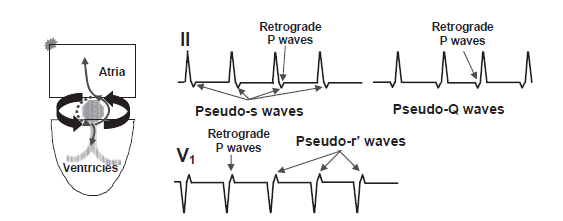 Atria
Ventricles
II
Retrograde
P waves
Pseudo-s waves
Retrograde
P waves
Pseudo-Q waves
V1
Retrograde
P waves
Pseudo-r' waves